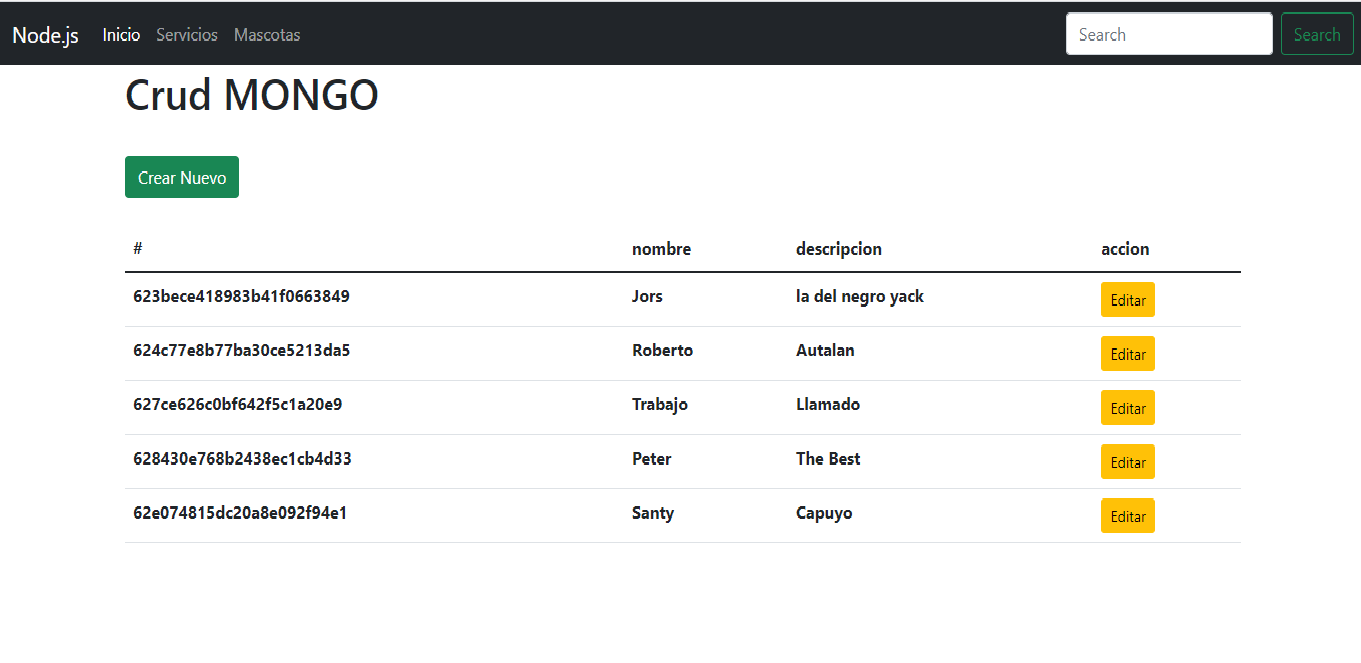 Node.js Inicio Servicios Mascotas Search Search
Crud MONGO
Crear Nuevo
# nombre descripcion accion
623bece418983b41f0663849 Jors la del negro yack Editar
624c77e8b77ba30ce5213da5 Roberto Autalan Editar
627ce626c0bf642f5c1a20e9 Trabajo Llamado Editar
628430e768b2438ec1cb4d33 Peter The Best Editar
62e074815dc20a8e092f94e1 Santy Capuyo Editar